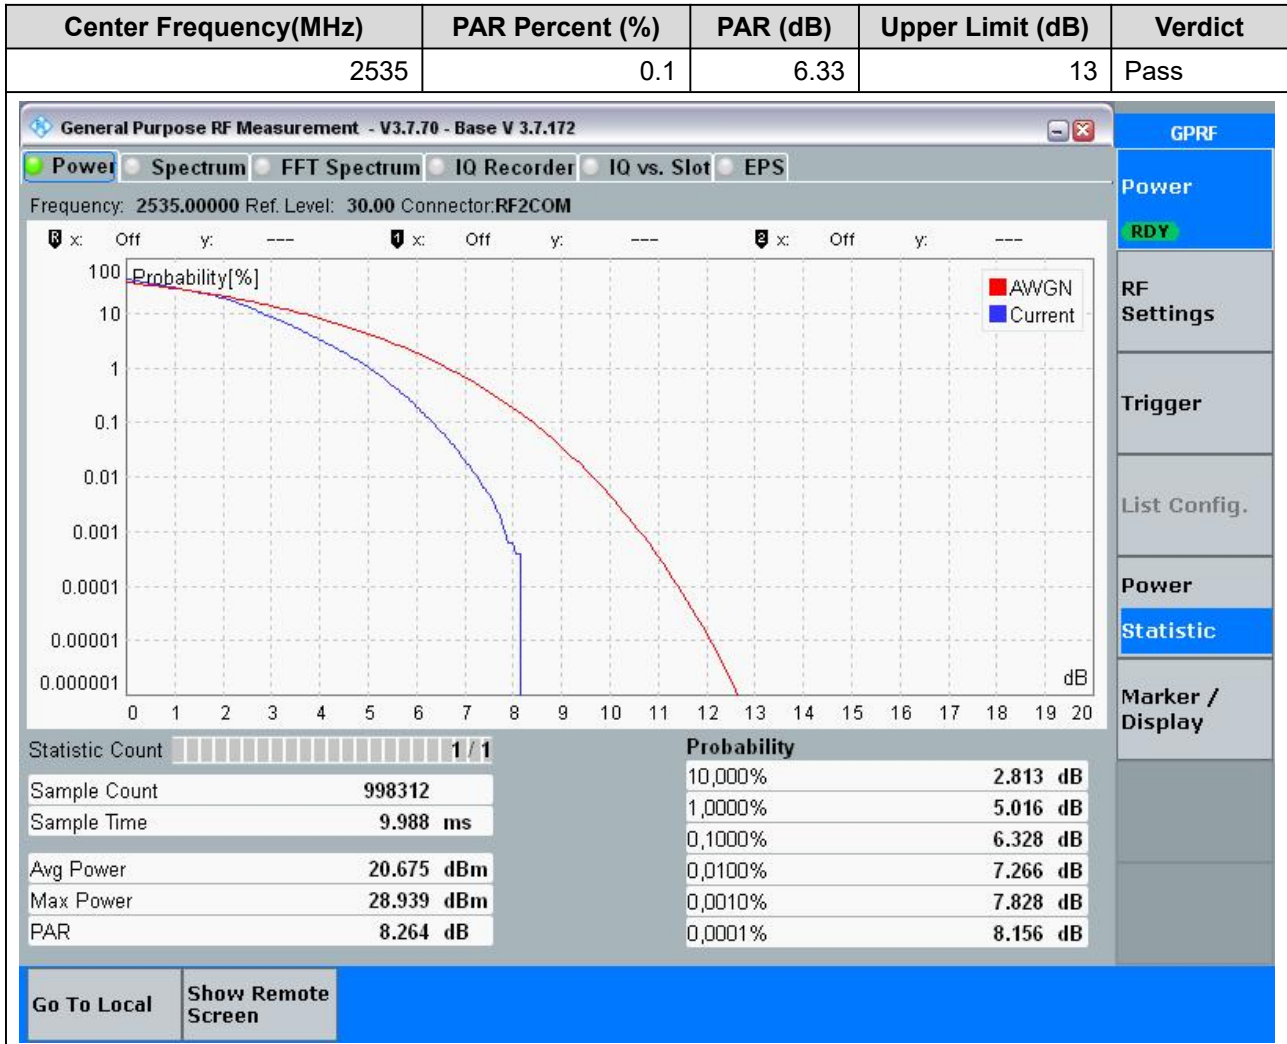 Center Frequency(MHz) PAR Percent (%) PAR (dB) Upper Limit (dB) Verdict
2535 0.1 6.33 13 Pass
General Purpose RF Measurement - V3.7.70 - Base V 3.7.172
GPRF
Power Spectrum FFT Spectrum IQ Recorder IQ vs. Slot EPS
Frequency: 2535.00000 Ref. Level: 30.00 Connector:RF2COM
R x: Off y: --- 1 x: Off y: --- 2 x: Off y: ---
Probability[%]
AWGN
Current
100
10
1
0.1
0.01
0.001
0.0001
0.00001
0.000001
dB
0 1 2 3 4 5 6 7 8 9 10 11 12 13 14 15 16 17 18 19 20
Statistic Count 1 / 1
Sample Count 998312
Sample Time 9.988 ms
Avg Power 20.675 dBm
Max Power 28.939 dBm
PAR 8.264 dB
Probability
10,000% 2.813 dB
1,0000% 5.016 dB
0,1000% 6.328 dB
0,0100% 7.266 dB
0,0010% 7.828 dB
0,0001% 8.156 dB
Power
RDY
RF
Settings
Trigger
List Config.
Power
Statistic
Marker /
Display
Go To Local
Show Remote
Screen